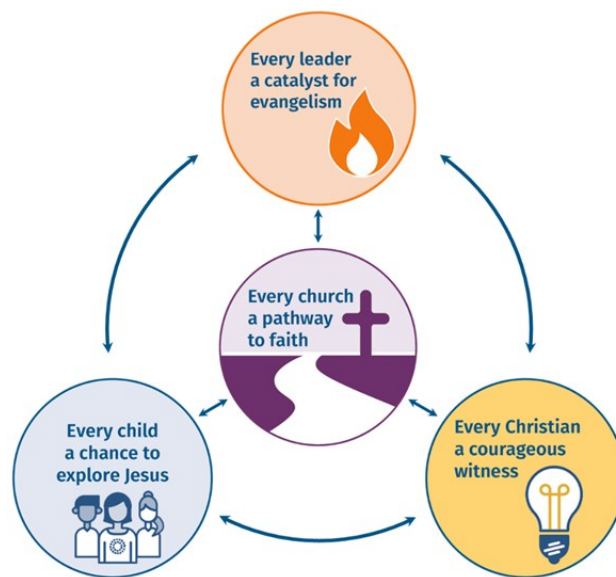 Every leader
a catalyst for
evangelism
Every church
a pathway
to faith
Every child
a chance to
explore Jesus
Every Christian
a courageous
witness